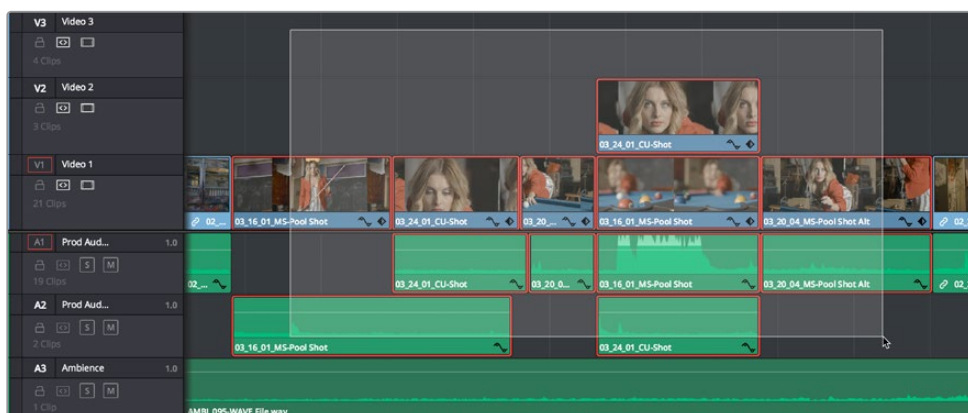 V3 Video 3
4 Clips
V2 Video 2
3 Clips
03_24_01_CU-Shot
V1 Video 1
21 Clips
02_... 03_16_01_MS-Pool Shot 03_24_01_CU-Shot 03_20_... 03_16_01_MS-Pool Shot 03_20_04_MS-Pool Shot Alt 02_
A1 Prod Aud... 1.0
S M
19 Clips
02_... 03_24_01_CU-Shot 03_20_0... 03_16_01_MS-Pool Shot 03_20_04_MS-Pool Shot Alt 02_
A2 Prod Aud... 1.0
S M
2 Clips
03_16_01_MS-Pool Shot 03_24_01_CU-Shot
A3 Ambience 1.0
S M
1 Clip
AMBI_095-WAVE File.wav